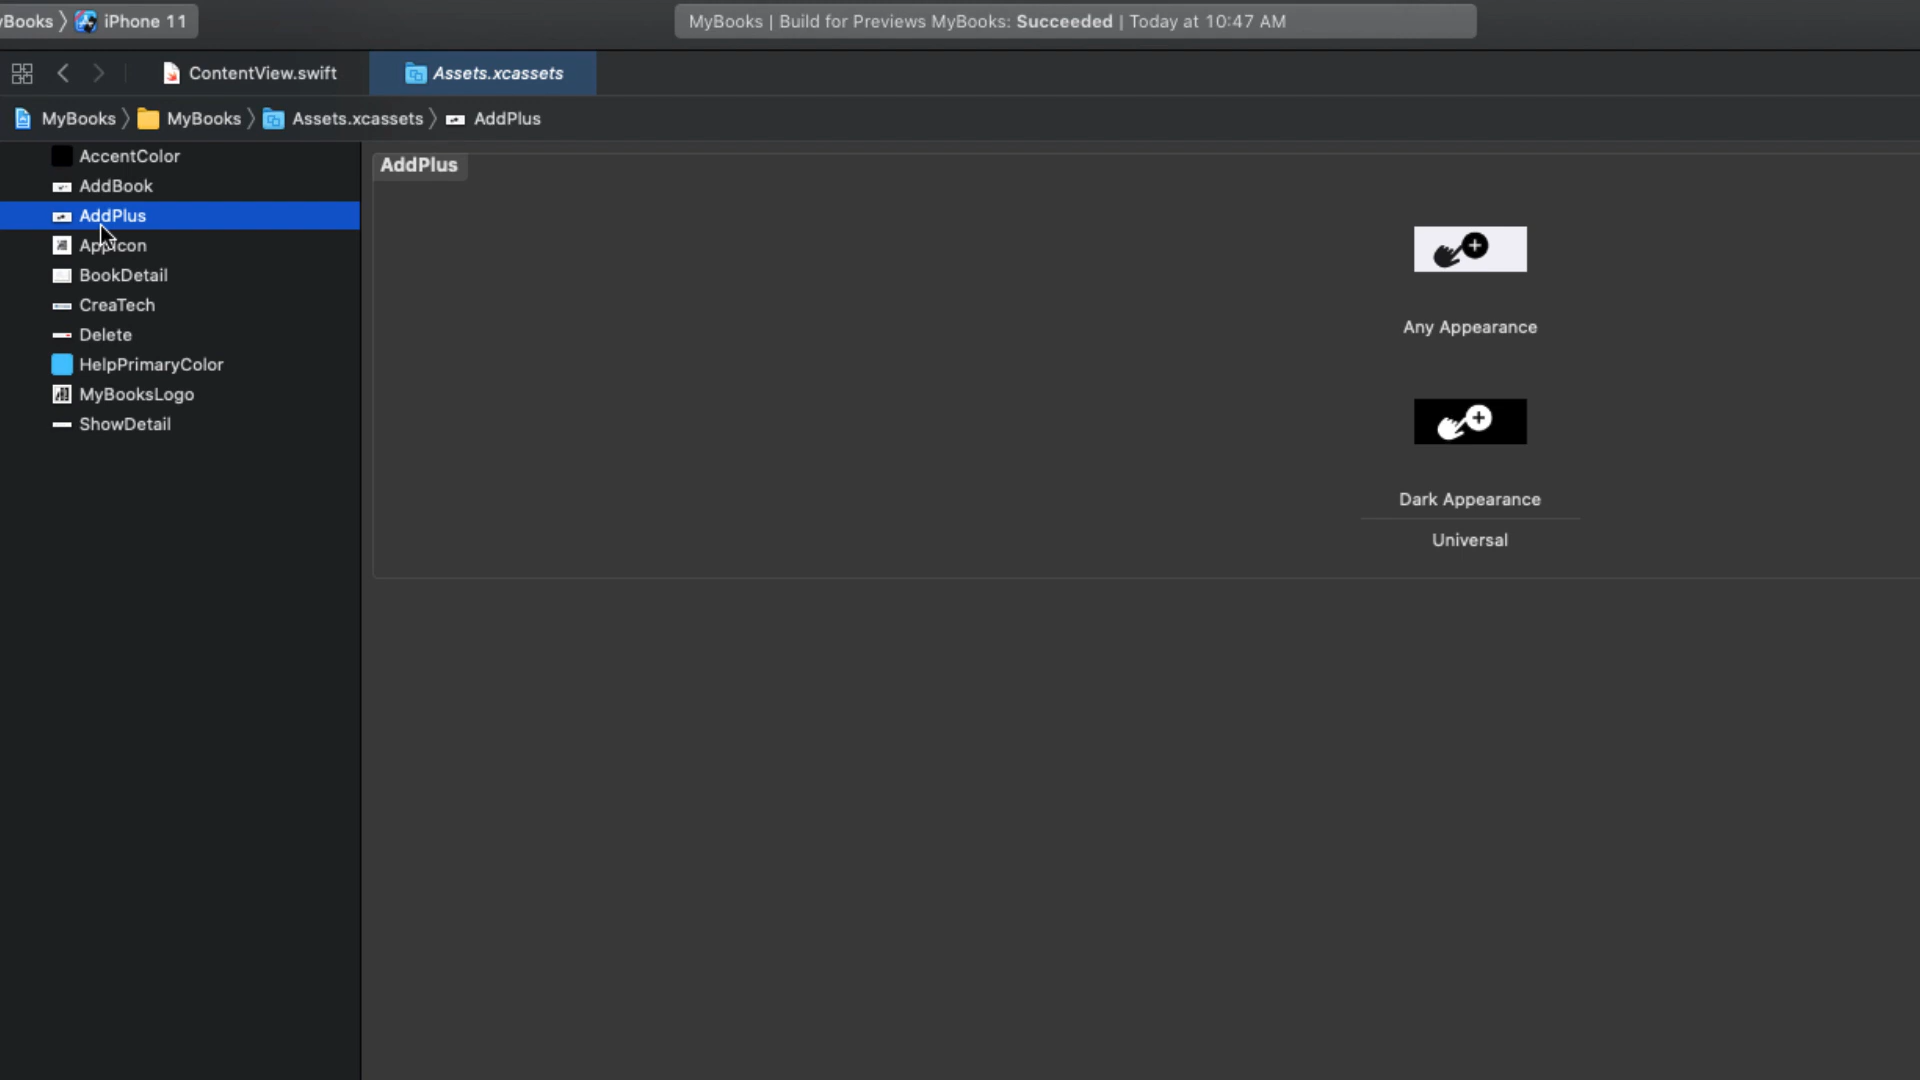 yBooks 〉 iPhone 11
MyBooks | Build for Previews MyBooks: Succeeded | Today at 10:47 AM
ContentView.swift
Assets.xcassets
MyBooks 〉 MyBooks 〉 Assets.xcassets 〉 AddPlus
AccentColor
AddBook
AddPlus
AppIcon
BookDetail
CreaTech
Delete
HelpPrimaryColor
MyBooksLogo
ShowDetail
AddPlus
Any Appearance
Dark Appearance
Universal